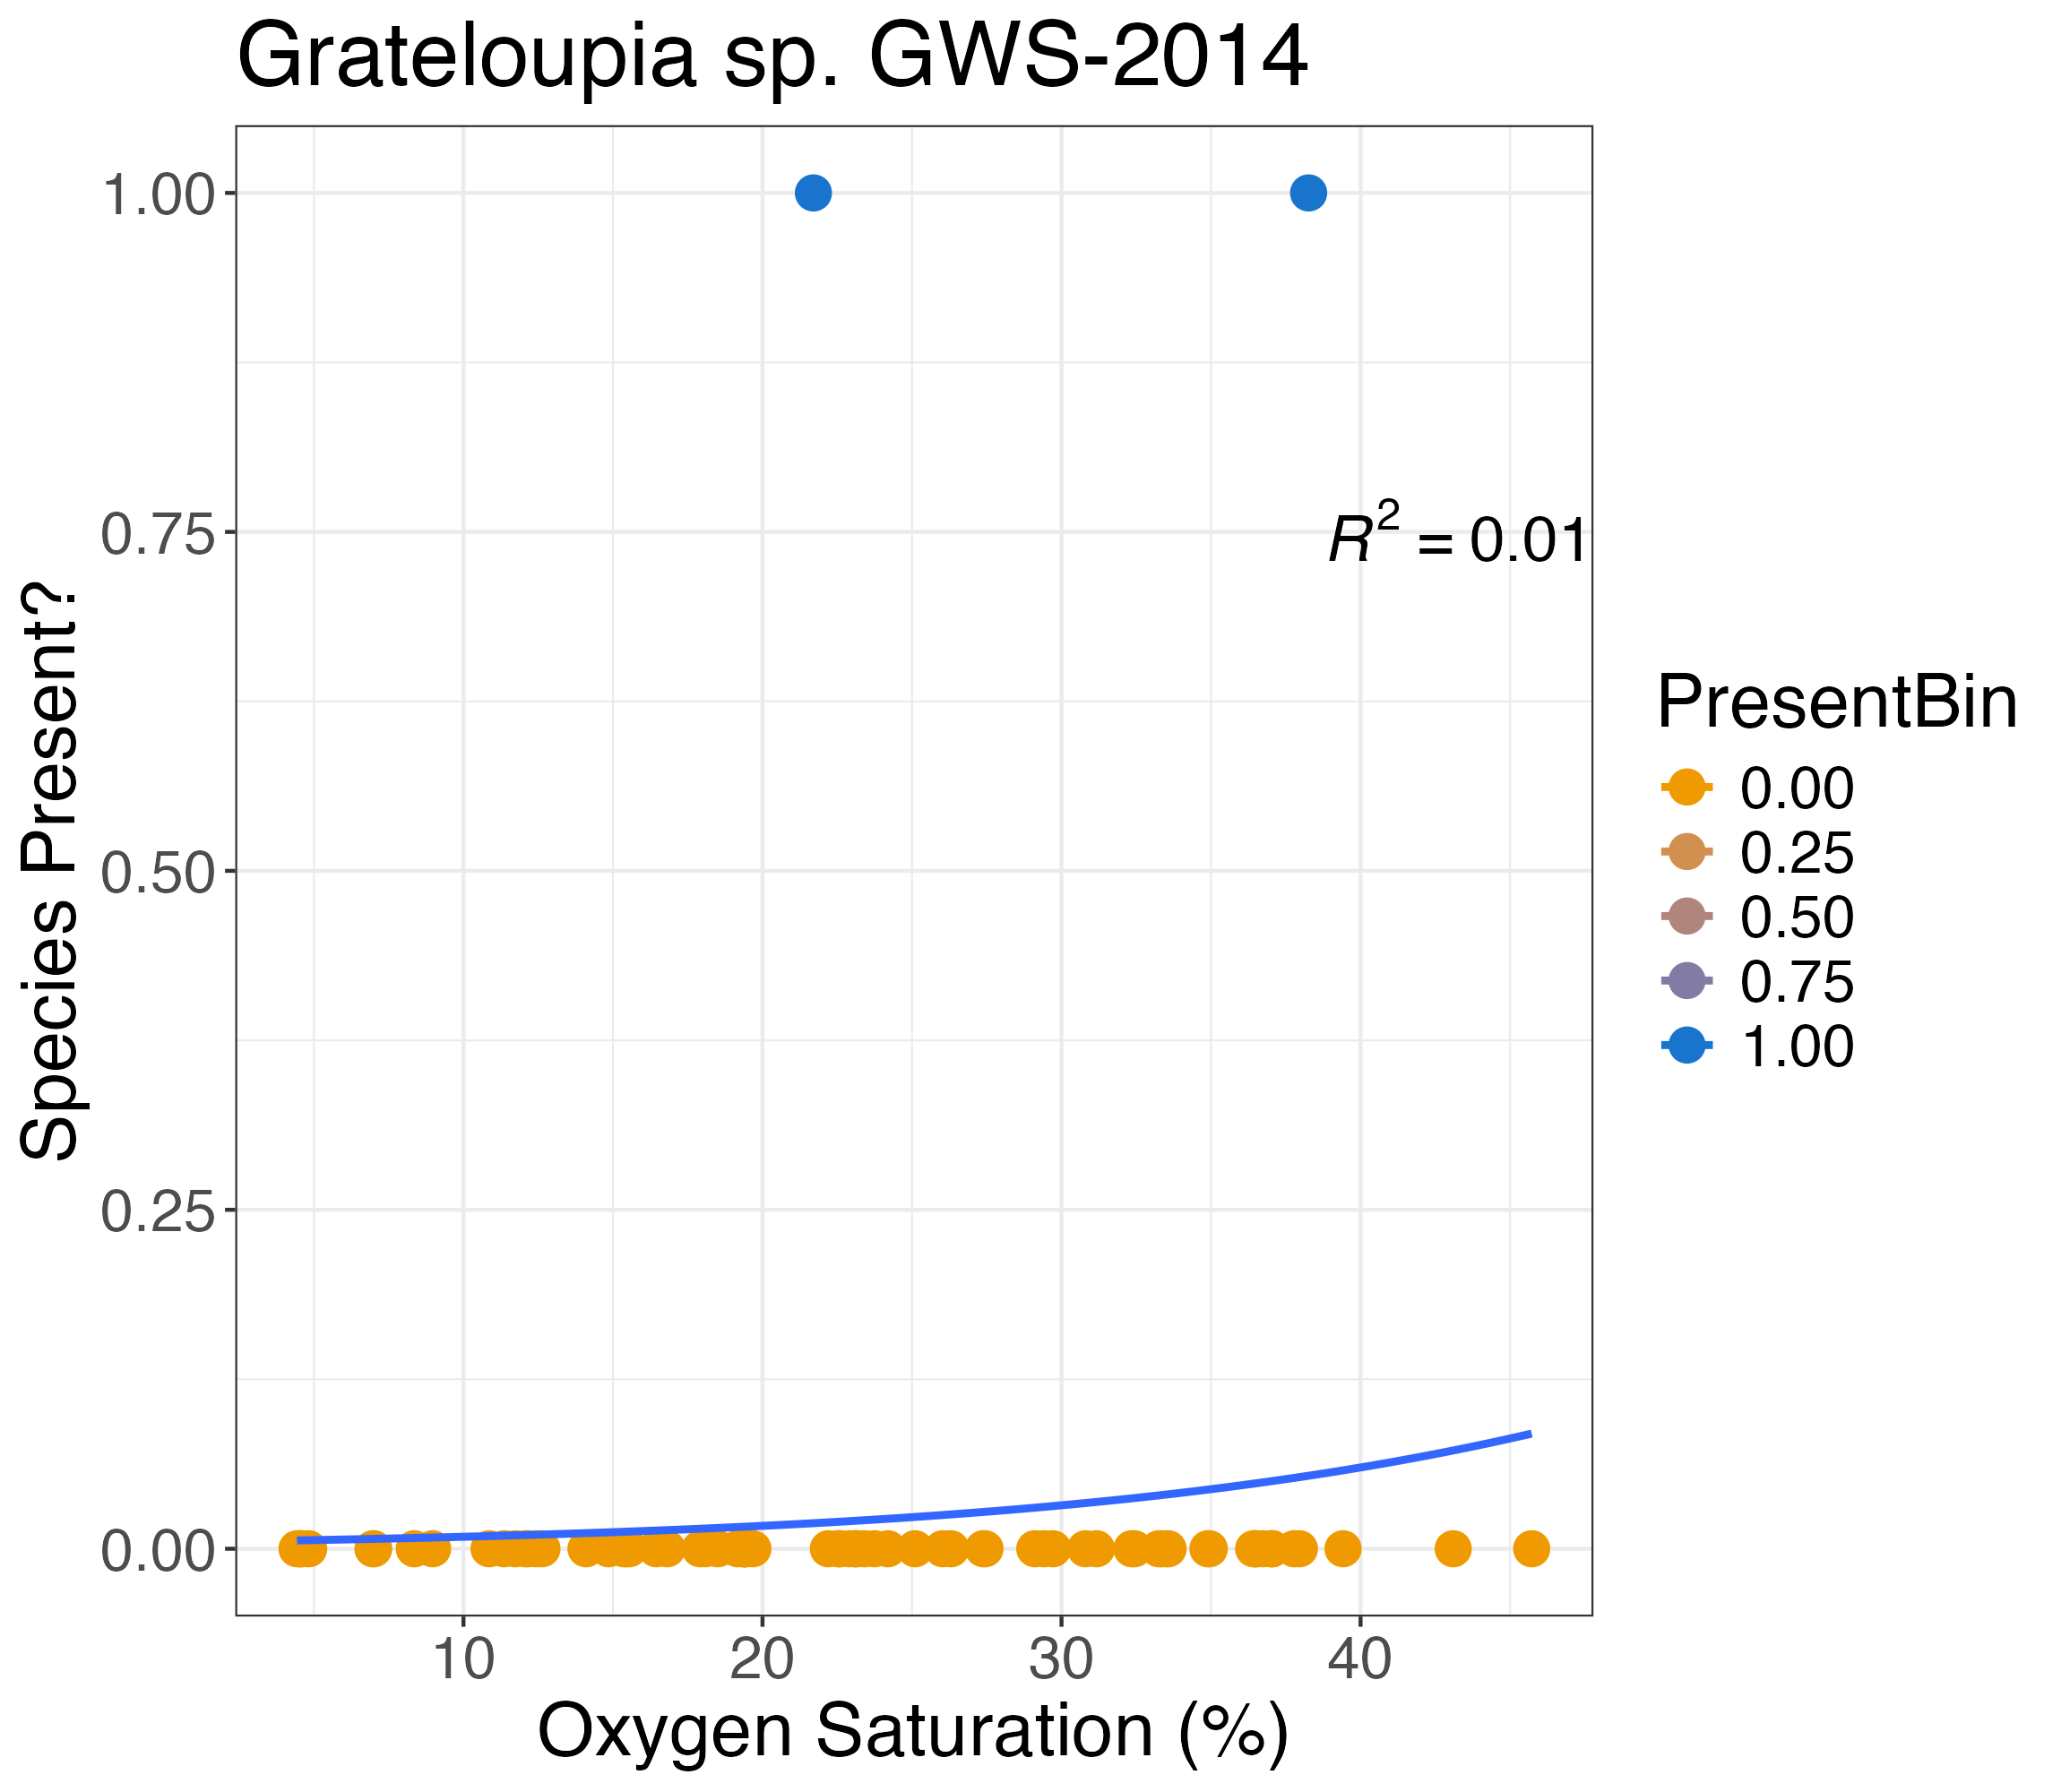 Grateloupia sp. GWS-2014
1.00
0.75
0.50
0.25
0.00
Species Present?
R² = 0.01
10 20 30 40
Oxygen Saturation (%)
PresentBin
0.00
0.25
0.50
0.75
1.00